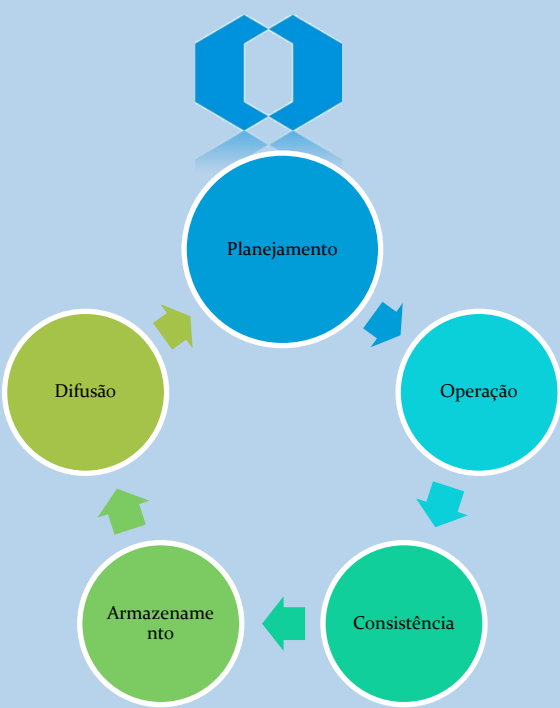 Planejamento
Operação
Consistência
Armazename
nto
Difusão